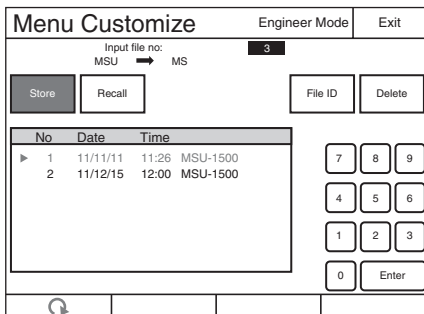 Menu Customize Engineer Mode Exit
Input file no: 3
MSU MS
Store Recall File ID Delete
No Date Time
1 11/11/11 11:26 MSU-1500
2 11/12/15 12:00 MSU-1500
7 8 9
4 5 6
1 2 3
0 Enter